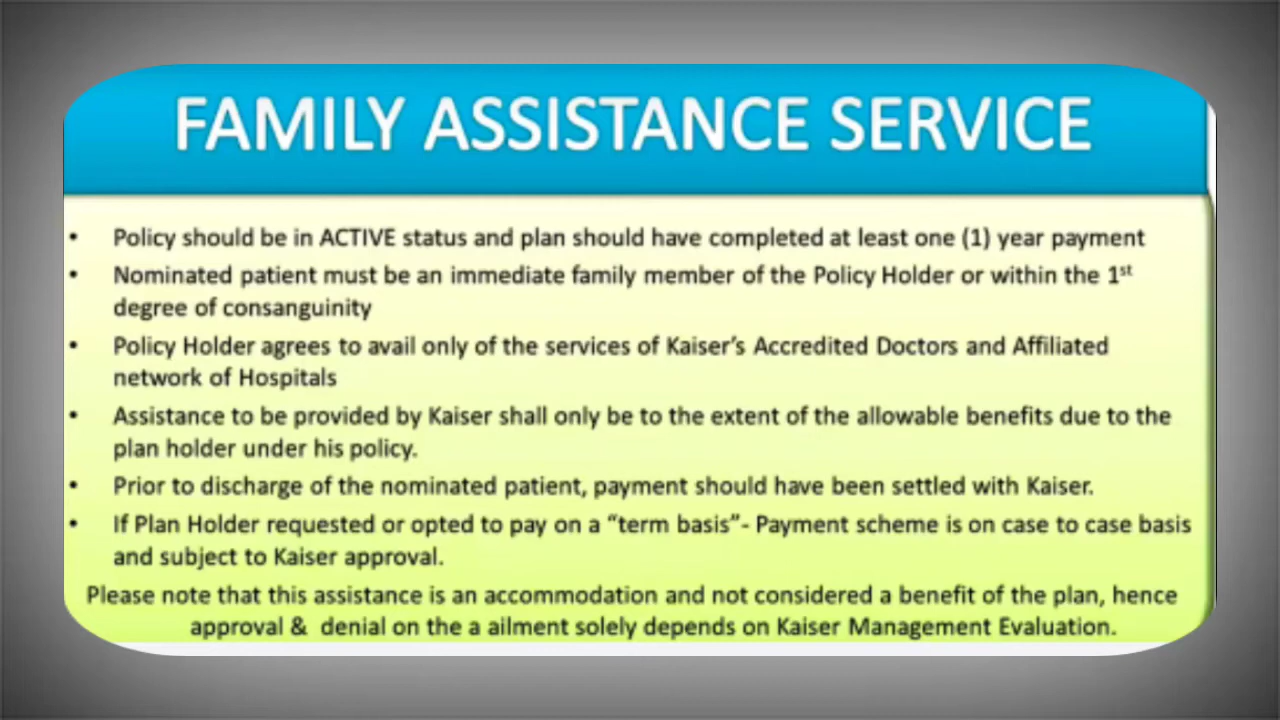 FAMILY ASSISTANCE SERVICE
• Policy should be in ACTIVE status and plan should have completed at least one (1) year payment
• Nominated patient must be an immediate family member of the Policy Holder or within the 1st
degree of consanguinity
• Policy Holder agrees to avail only of the services of Kaiser's Accredited Doctors and Affiliated
network of Hospitals
• Assistance to be provided by Kaiser shall only be to the extent of the allowable benefits due to the
plan holder under his policy.
• Prior to discharge of the nominated patient, payment should have been settled with Kaiser.
• If Plan Holder requested or opted to pay on a “term basis”- Payment scheme is on case to case basis
and subject to Kaiser approval.
Please note that this assistance is an accommodation and not considered a benefit of the plan, hence
approval & denial on the a ailment solely depends on Kaiser Management Evaluation.